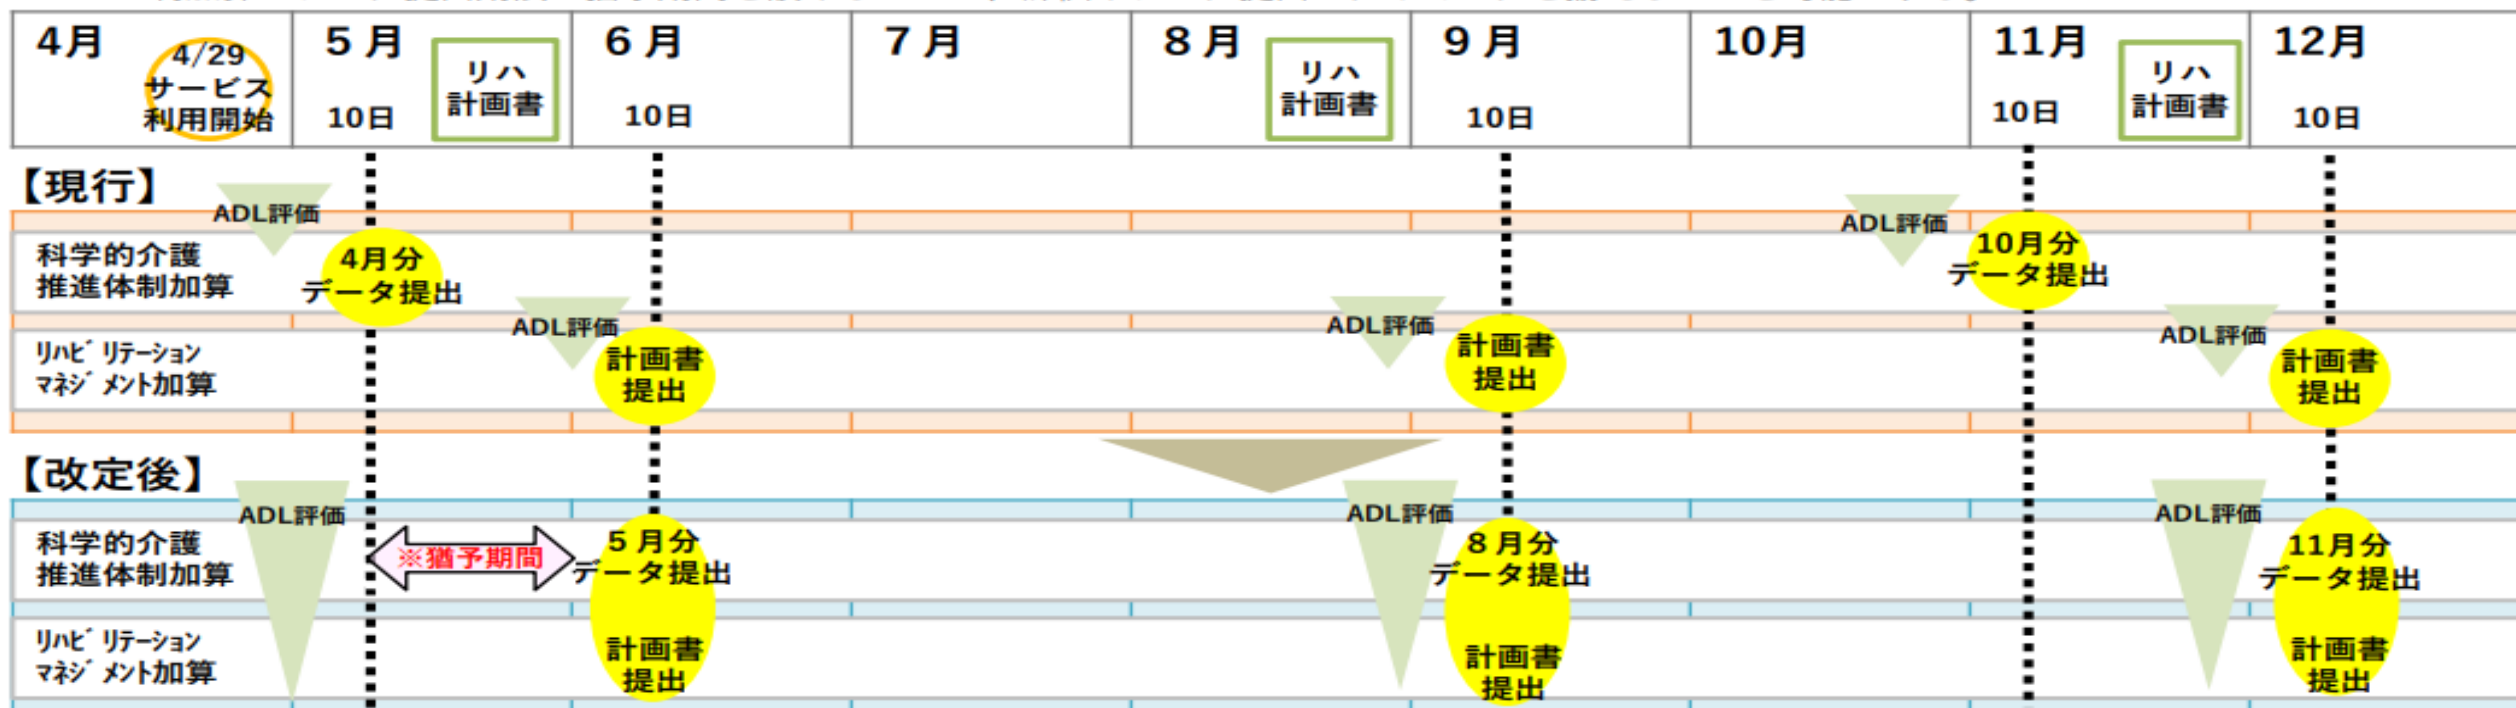 4月
4/29
サービス
利用開始
5月
10日
リハ
計画書
6月
10日
7月
8月
リハ
計画書
9月
10日
10月
11月
10日
リハ
計画書
12月
10日
【現行】
ADL評価
ADL評価
科学的介護
推進体制加算
4月分
データ提出
10月分
データ提出
ADL評価
ADL評価
ADL評価
リハビリテーション
マネジメント加算
計画書
提出
計画書
提出
計画書
提出
【改定後】
ADL評価
ADL評価
ADL評価
科学的介護
推進体制加算
※猶予期間
5月分
データ提出
8月分
データ提出
11月分
データ提出
リハビリテーション
マネジメント加算
計画書
提出
計画書
提出
計画書
提出